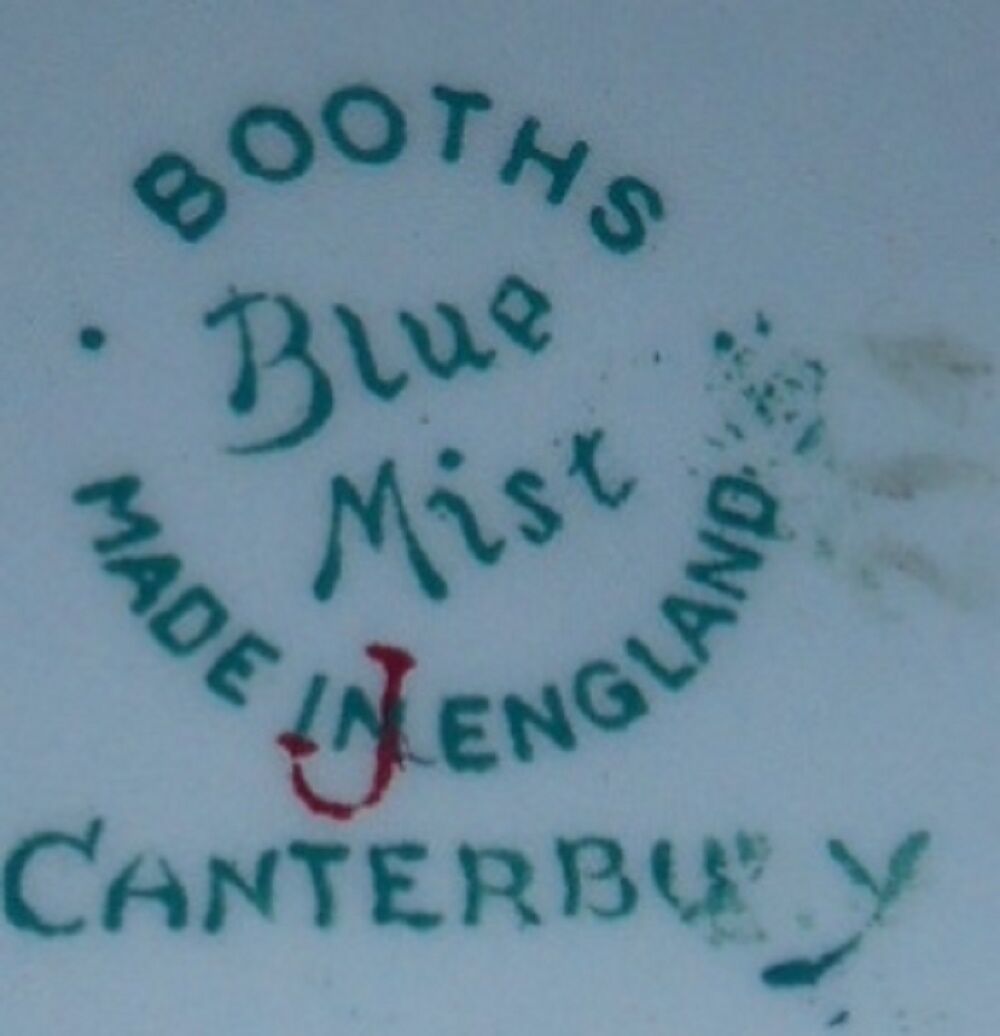 BOOTHS
Blue
Mist
MADE IN ENGLAND
J
CANTERBURY